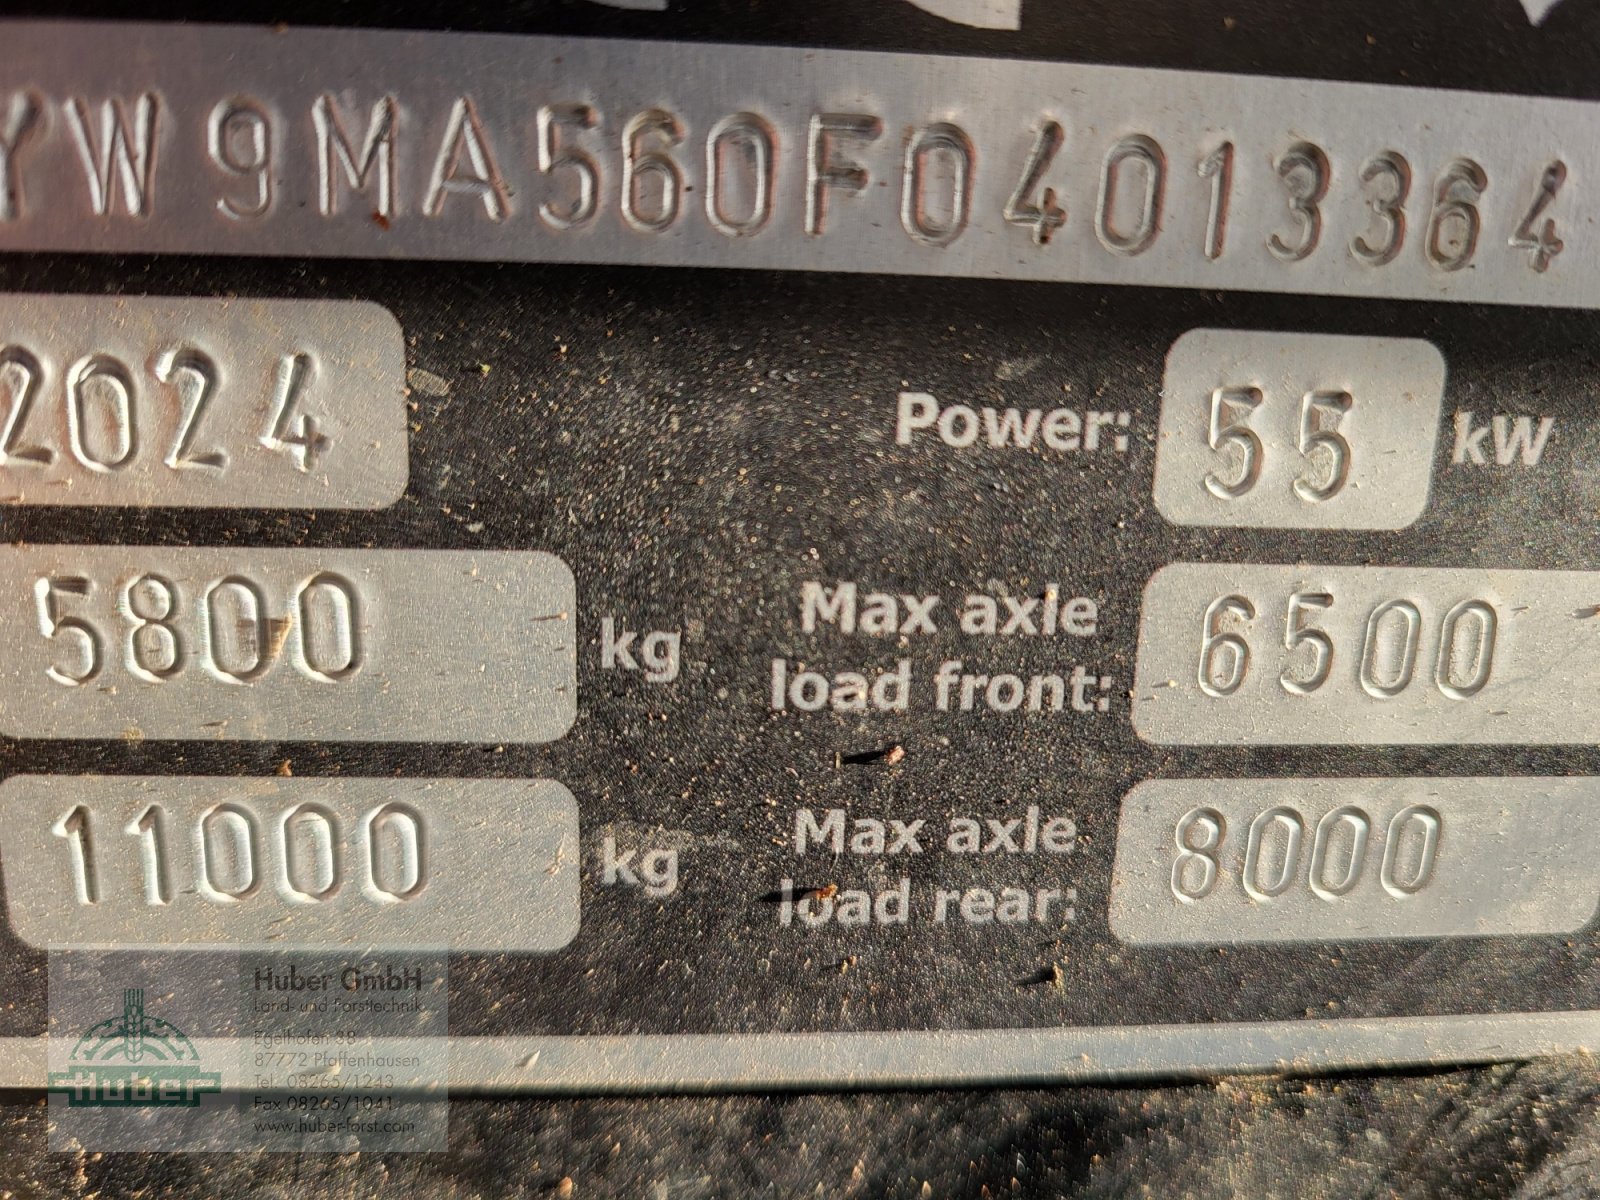 YW9MA560F04013364
2024 Power: 55 kW
5800 kg Max axle load front: 6500
11000 kg Max axle load rear: 8000
Huber GmbH
Land- und Forsttechnik
Egelhofen 38
87772 Pfaffenhausen
Tel. 08265/1243
Fax 08265/1041
www.huber-forst.com
Huber